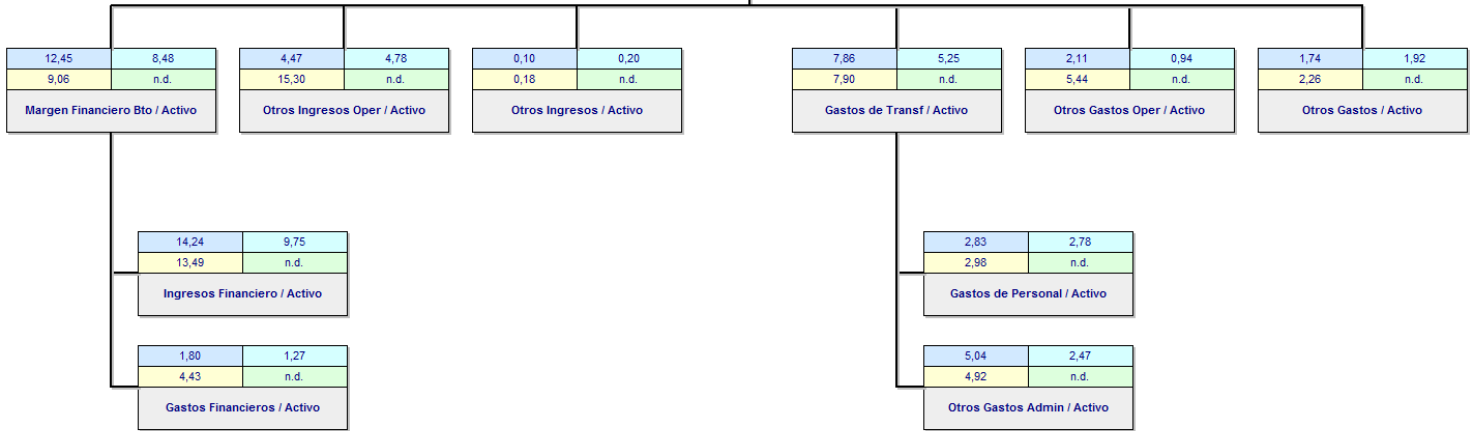 12,45 8,48 4,47 4,78 0,10 0,20 7,86 5,25 2,11 0,94 1,74 1,92
9,06 n.d. 15,30 n.d. 0,18 n.d. 7,90 n.d. 5,44 n.d. 2,26 n.d.
Margen Financiero Bto / Activo Otros Ingresos Oper / Activo Otros Ingresos / Activo Gastos de Transf / Activo Otros Gastos Oper / Activo Otros Gastos / Activo
14,24 9,75 2,83 2,78
13,49 n.d. 2,98 n.d.
Ingresos Financiero / Activo Gastos de Personal / Activo
1,80 1,27 5,04 2,47
4,43 n.d. 4,92 n.d.
Gastos Financieros / Activo Otros Gastos Admin / Activo